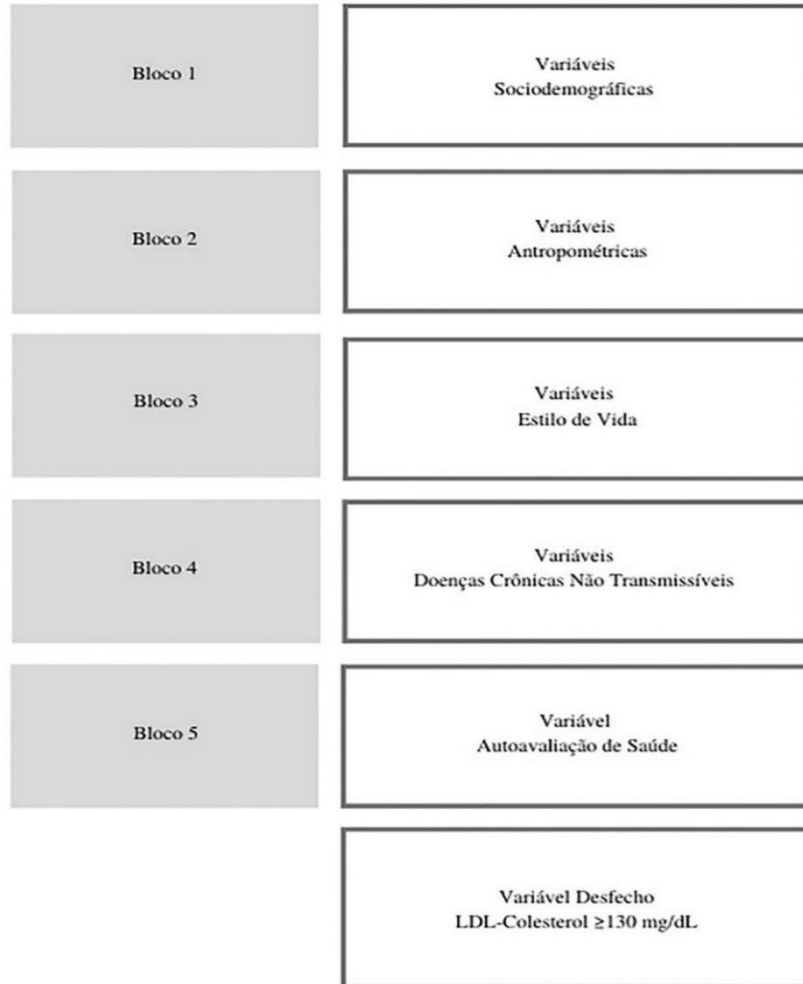 Bloco 1
Variáveis
Sociodemográficas
Bloco 2
Variáveis
Antropométricas
Bloco 3
Variáveis
Estilo de Vida
Bloco 4
Variáveis
Doenças Crônicas Não Transmissíveis
Bloco 5
Variável
Autoavaliação de Saúde
Variável Desfecho
LDL-Colesterol ≥130 mg/dL